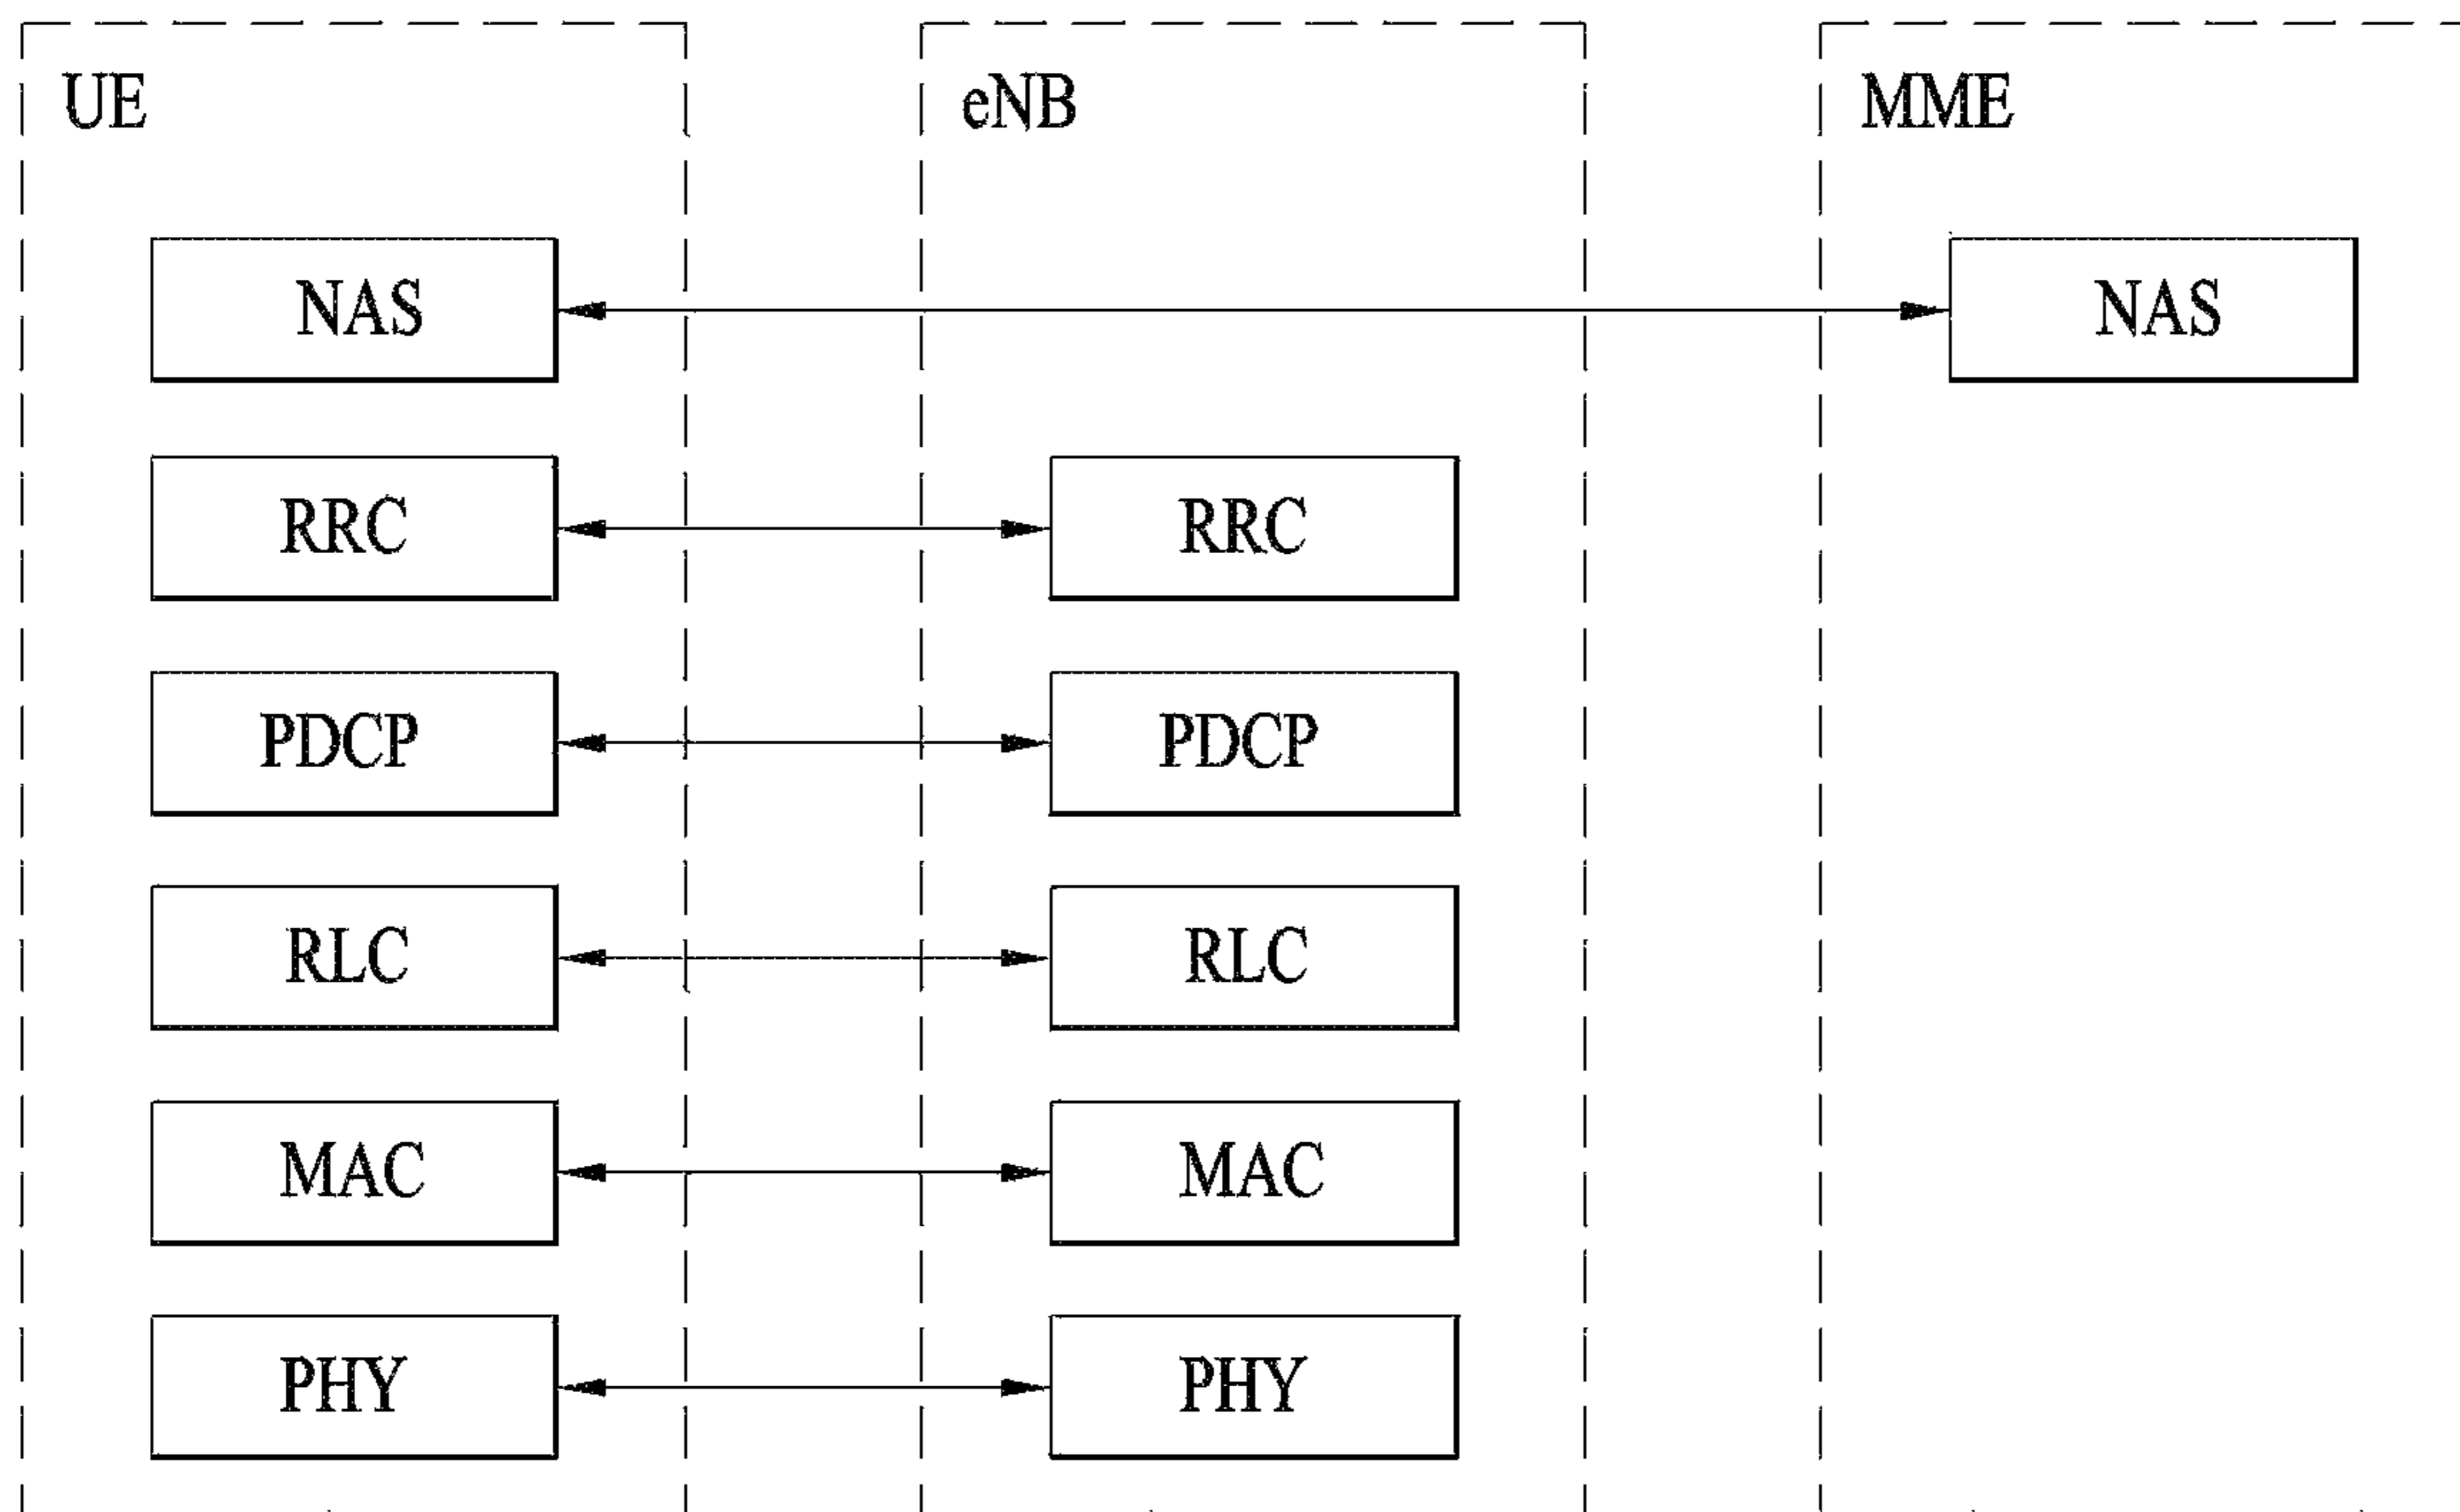 UE eNB MME
NAS NAS
RRC RRC
PDCP PDCP
RLC RLC
MAC MAC
PHY PHY